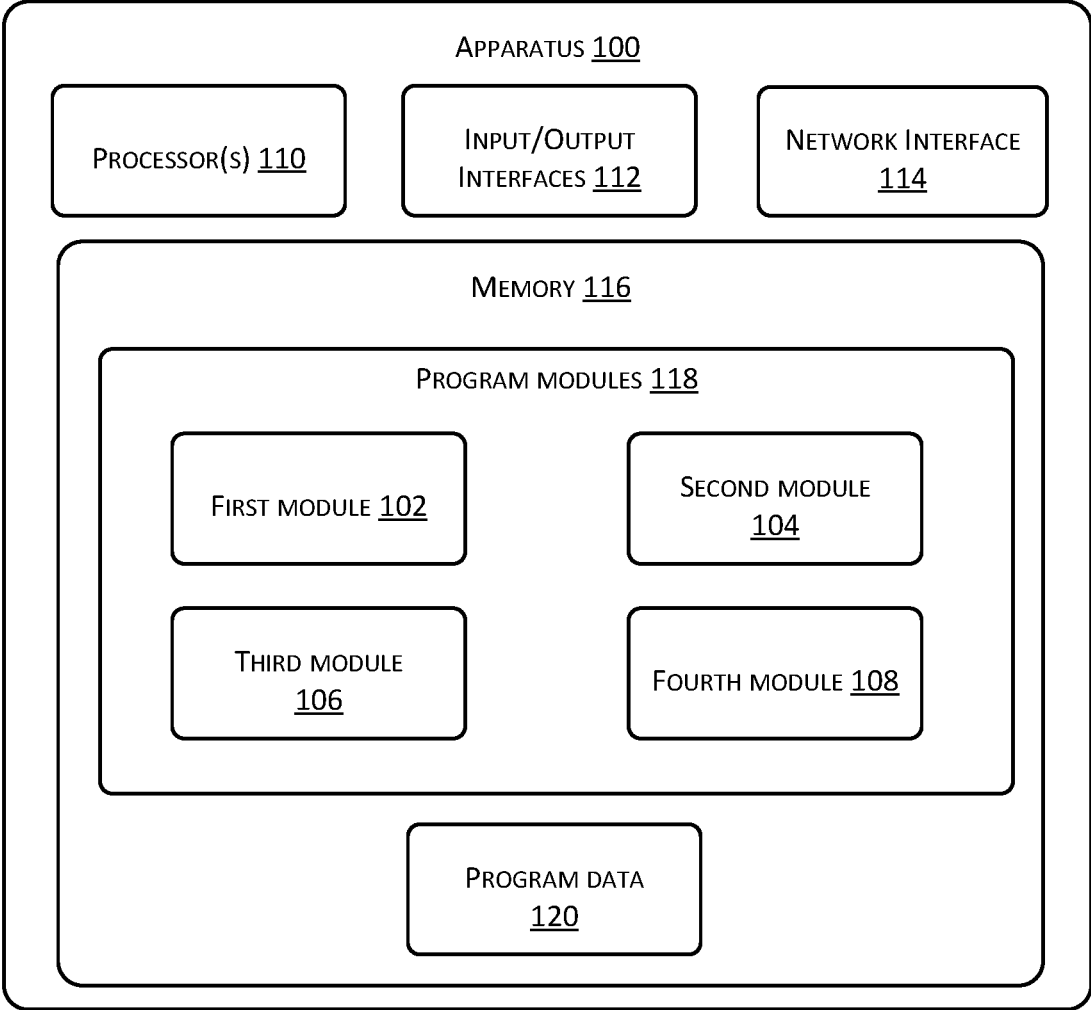 APPARATUS 100
PROCESSOR(S) 110
INPUT/OUTPUT
INTERFACES 112
NETWORK INTERFACE
114
MEMORY 116
PROGRAM MODULES 118
FIRST MODULE 102
SECOND MODULE
104
THIRD MODULE
106
FOURTH MODULE 108
PROGRAM DATA
120